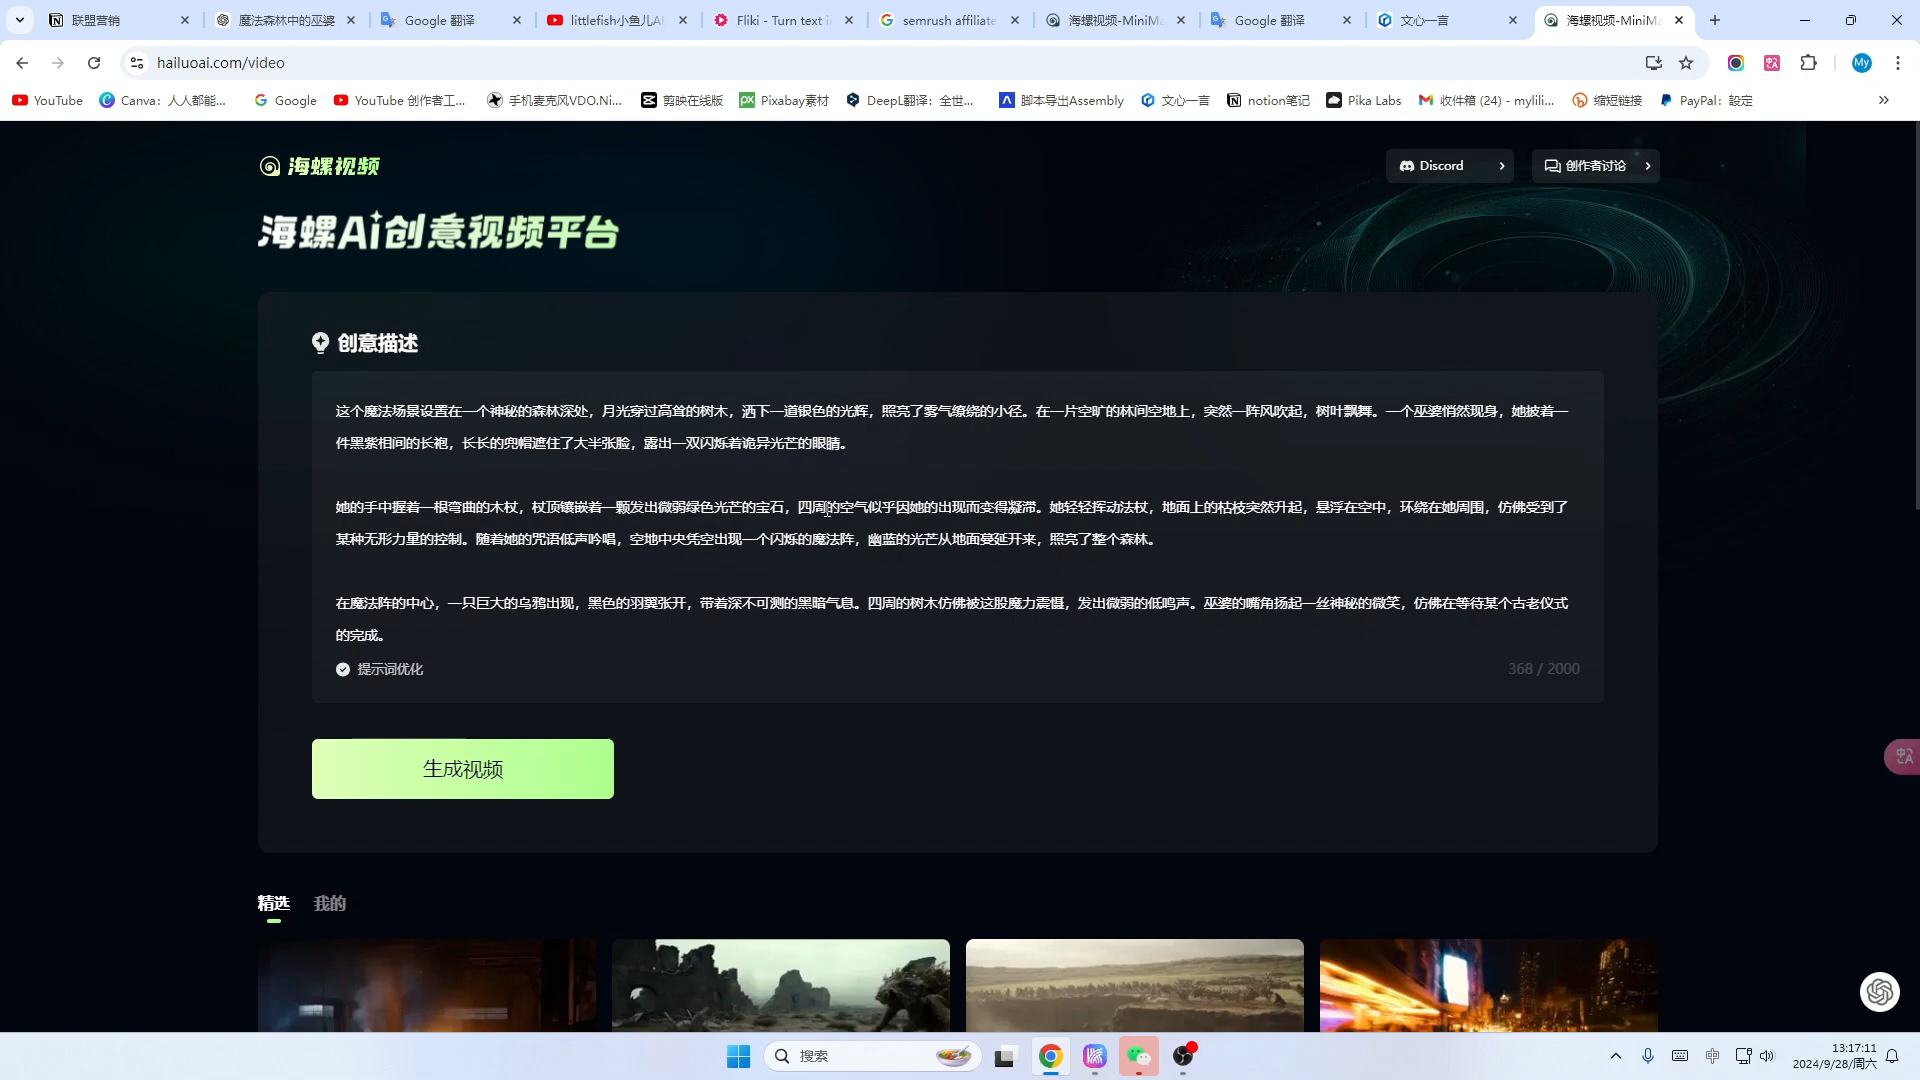 联盟营销
魔法森林中的巫婆
Google 翻译
littlefish小鱼儿AI
Fliki - Turn text i
semrush affiliate
海螺视频-MiniMa
Google 翻译
文心一言
海螺视频-MiniMa
hailuoai.com/video
My
YouTube
Canva：人人都能...
Google
YouTube 创作者工...
手机麦克风VDO.Ni...
剪映在线版
Pixabay素材
DeepL翻译：全世...
脚本导出Assembly
文心一言
notion笔记
Pika Labs
收件箱 (24) - mylili...
缩短链接
PayPal：設定
海螺视频
Discord
创作者讨论
海螺Ai创意视频平台
创意描述
这个魔法场景设置在一个神秘的森林深处，月光穿过高耸的树木，洒下一道银色的光辉，照亮了雾气缭绕的小径。在一片空旷的林间空地上，突然一阵风吹起，树叶飘舞。一个巫婆悄然现身，她披着一
件黑紫相间的长袍，长长的兜帽遮住了大半张脸，露出一双闪烁着诡异光芒的眼睛。
她的手中握着一根弯曲的木杖，杖顶镶嵌着一颗发出微弱绿色光芒的宝石，四周的空气似乎因她的出现而变得凝滞。她轻轻挥动法杖，地面上的枯枝突然升起，悬浮在空中，环绕在她周围，仿佛受到了
某种无形力量的控制。随着她的咒语低声吟唱，空地中央凭空出现一个闪烁的魔法阵，幽蓝的光芒从地面蔓延开来，照亮了整个森林。
在魔法阵的中心，一只巨大的乌鸦出现，黑色的羽翼张开，带着深不可测的黑暗气息。四周的树木仿佛被这股魔力震慑，发出微弱的低鸣声。巫婆的嘴角扬起一丝神秘的微笑，仿佛在等待某个古老仪式
的完成。
提示词优化
368 / 2000
生成视频
精选
我的
搜索
中
13:17:11
2024/9/28/周六